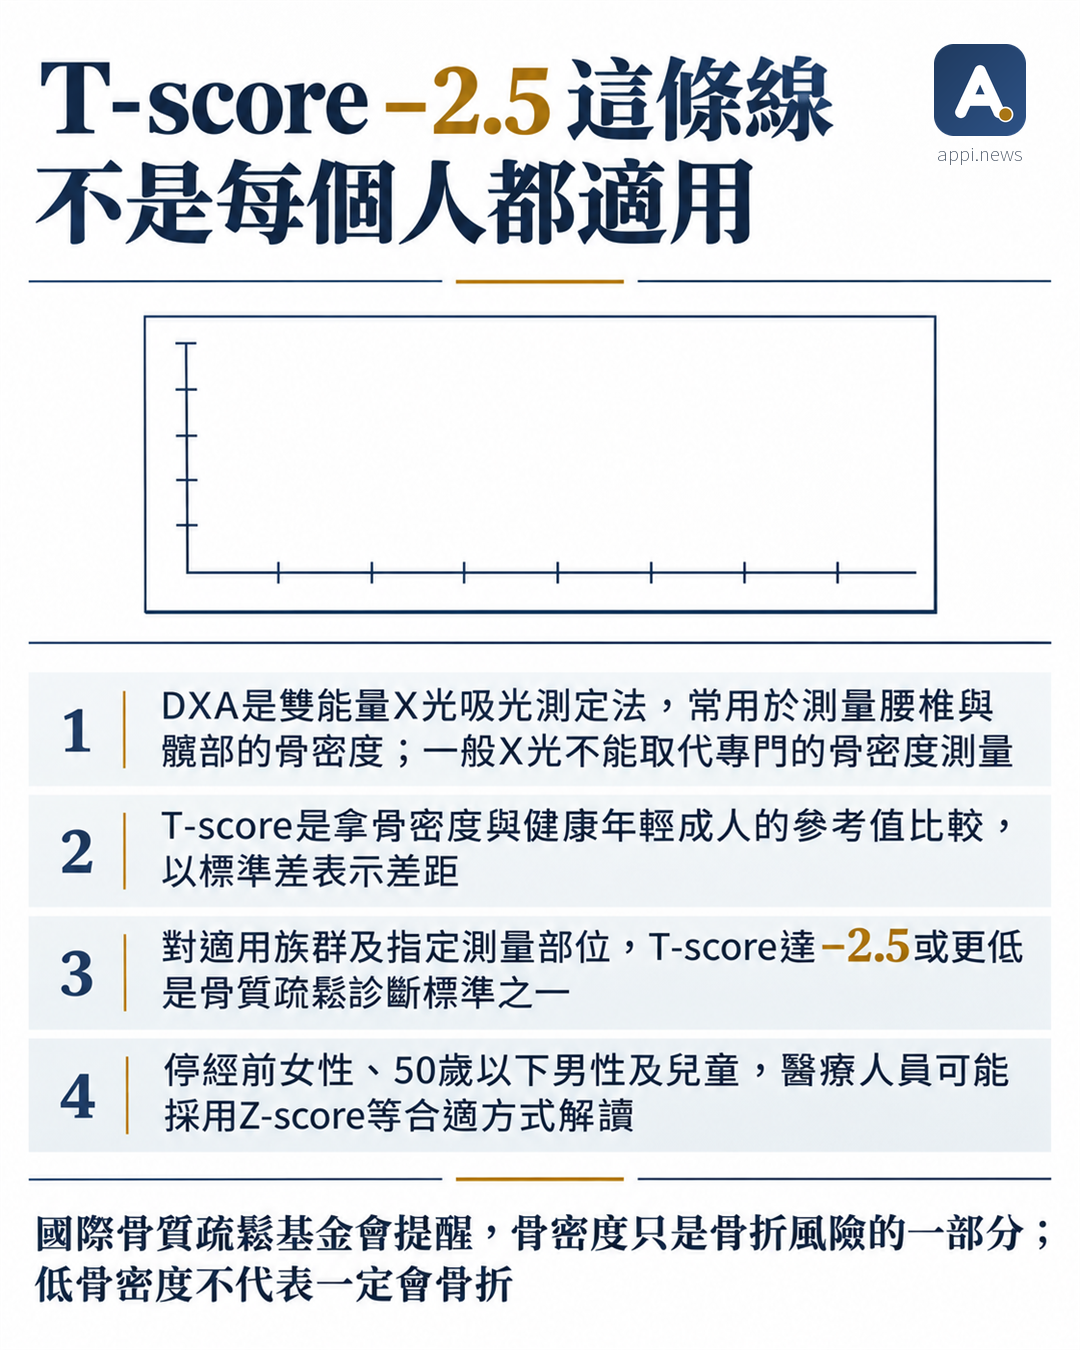 T-score −2.5 這條線
不是每個人都適用
A.
appi.news
1
DXA是雙能量X光吸光測定法，常用於測量腰椎與
髖部的骨密度；一般X光不能取代專門的骨密度測量
2
T-score是拿骨密度與健康年輕成人的參考值比較，
以標準差表示差距
3
對適用族群及指定測量部位，T-score達−2.5或更低
是骨質疏鬆診斷標準之一
4
停經前女性、50歲以下男性及兒童，醫療人員可能
採用Z-score等合適方式解讀
國際骨質疏鬆基金會提醒，骨密度只是骨折風險的一部分；
低骨密度不代表一定會骨折